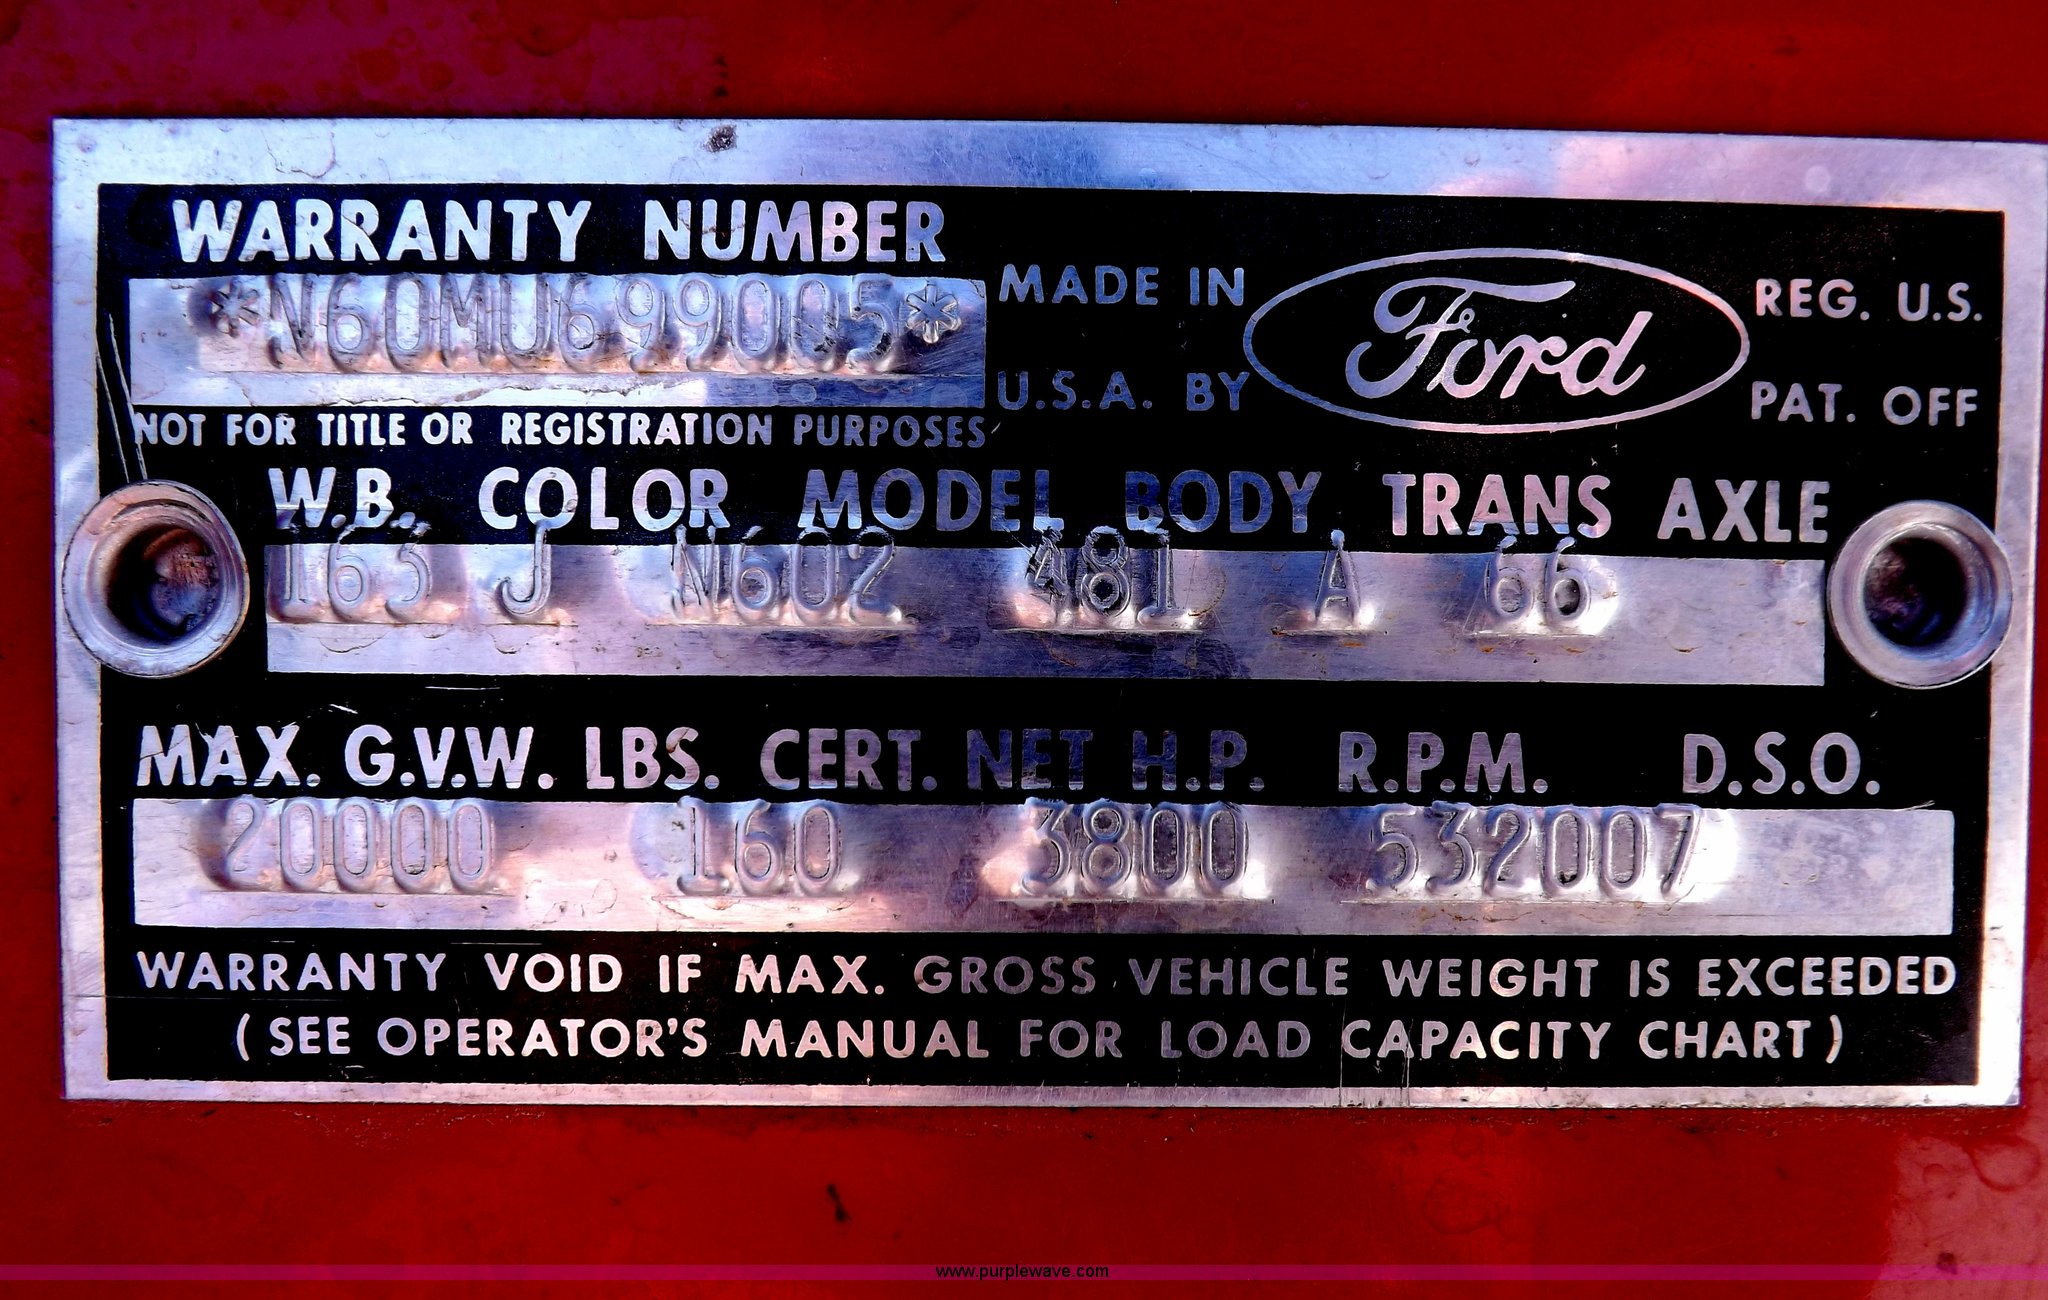 WARRANTY NUMBER
*N60MU699005*
MADE IN
U.S.A. BY
Ford
REG. U.S.
PAT. OFF
NOT FOR TITLE OR REGISTRATION PURPOSES
W.B. COLOR MODEL BODY TRANS AXLE
163 J N602 481 A 66
MAX. G.V.W. LBS. CERT. NET H.P. R.P.M. D.S.O.
20000 160 3800 532007
WARRANTY VOID IF MAX. GROSS VEHICLE WEIGHT IS EXCEEDED
(SEE OPERATOR'S MANUAL FOR LOAD CAPACITY CHART)
www.purplewave.com